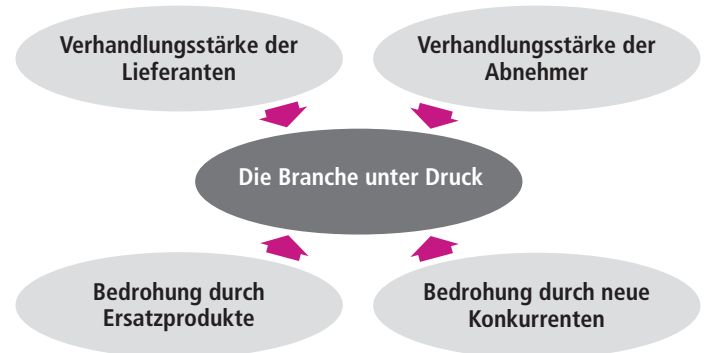 Verhandlungsstärke der
Lieferanten
Verhandlungsstärke der
Abnehmer
Die Branche unter Druck
Bedrohung durch
Ersatzprodukte
Bedrohung durch neue
Konkurrenten